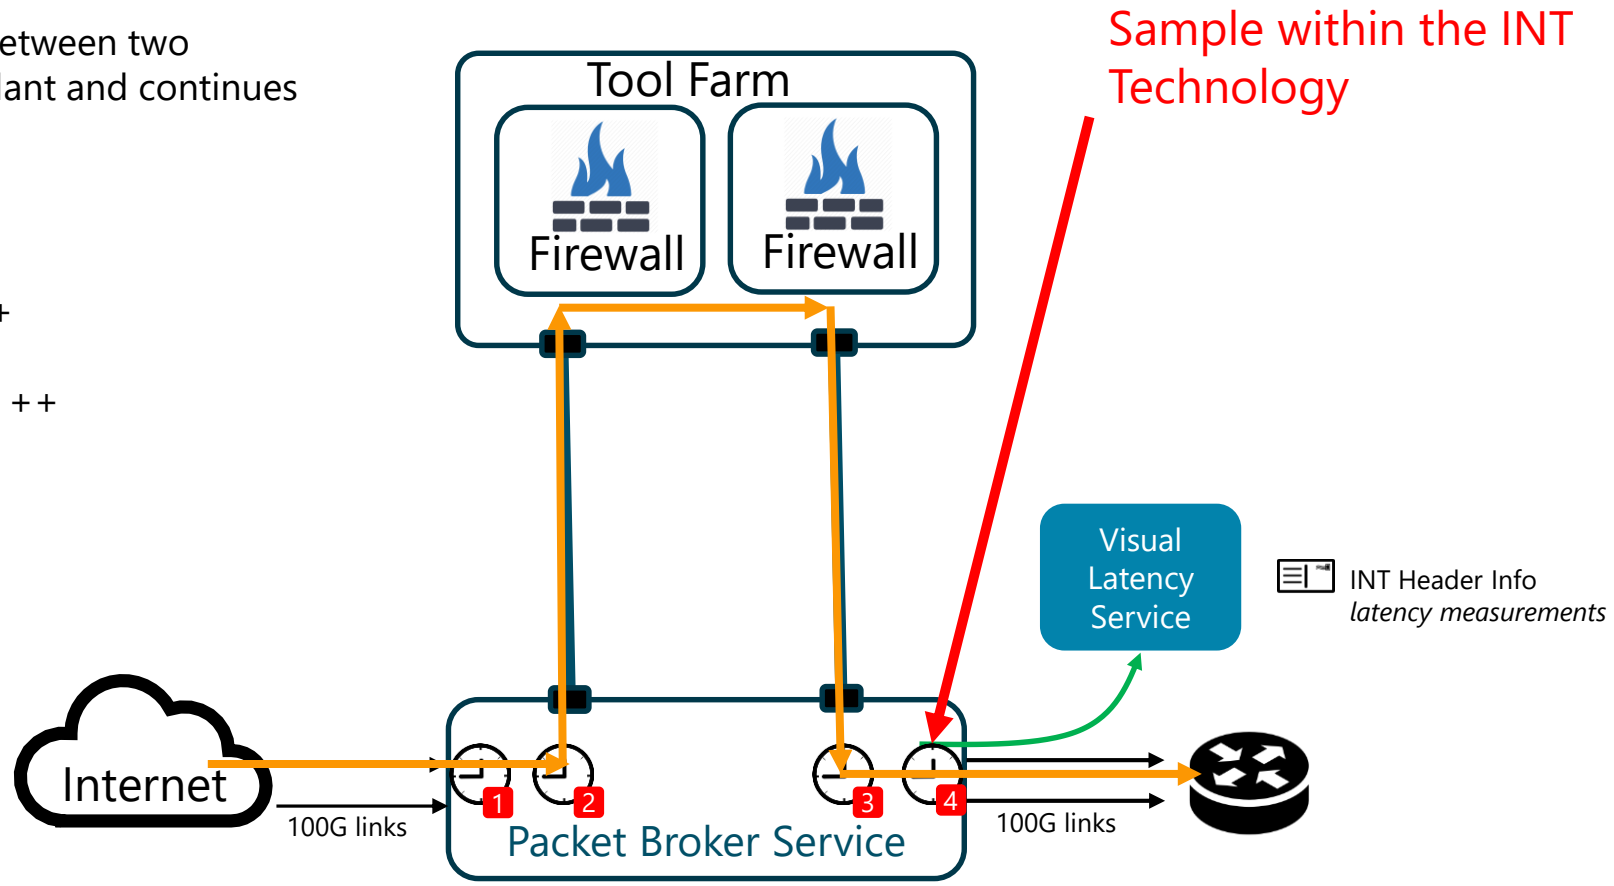 etween two
lant and continues
+
++
Sample within the INT
Technology
Tool Farm
Firewall
Firewall
Visual
Latency
Service
INT Header Info
latency measurements
Internet
100G links
1
2
3
4
Packet Broker Service
100G links